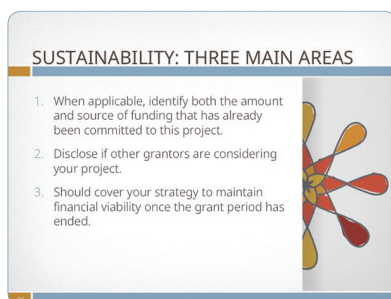 SUSTAINABILITY: THREE MAIN AREAS
1. When applicable, identify both the amount
and source of funding that has already
been committed to this project.
2. Disclose if other grantors are considering
your project.
3. Should cover your strategy to maintain
financial viability once the grant period has
ended.